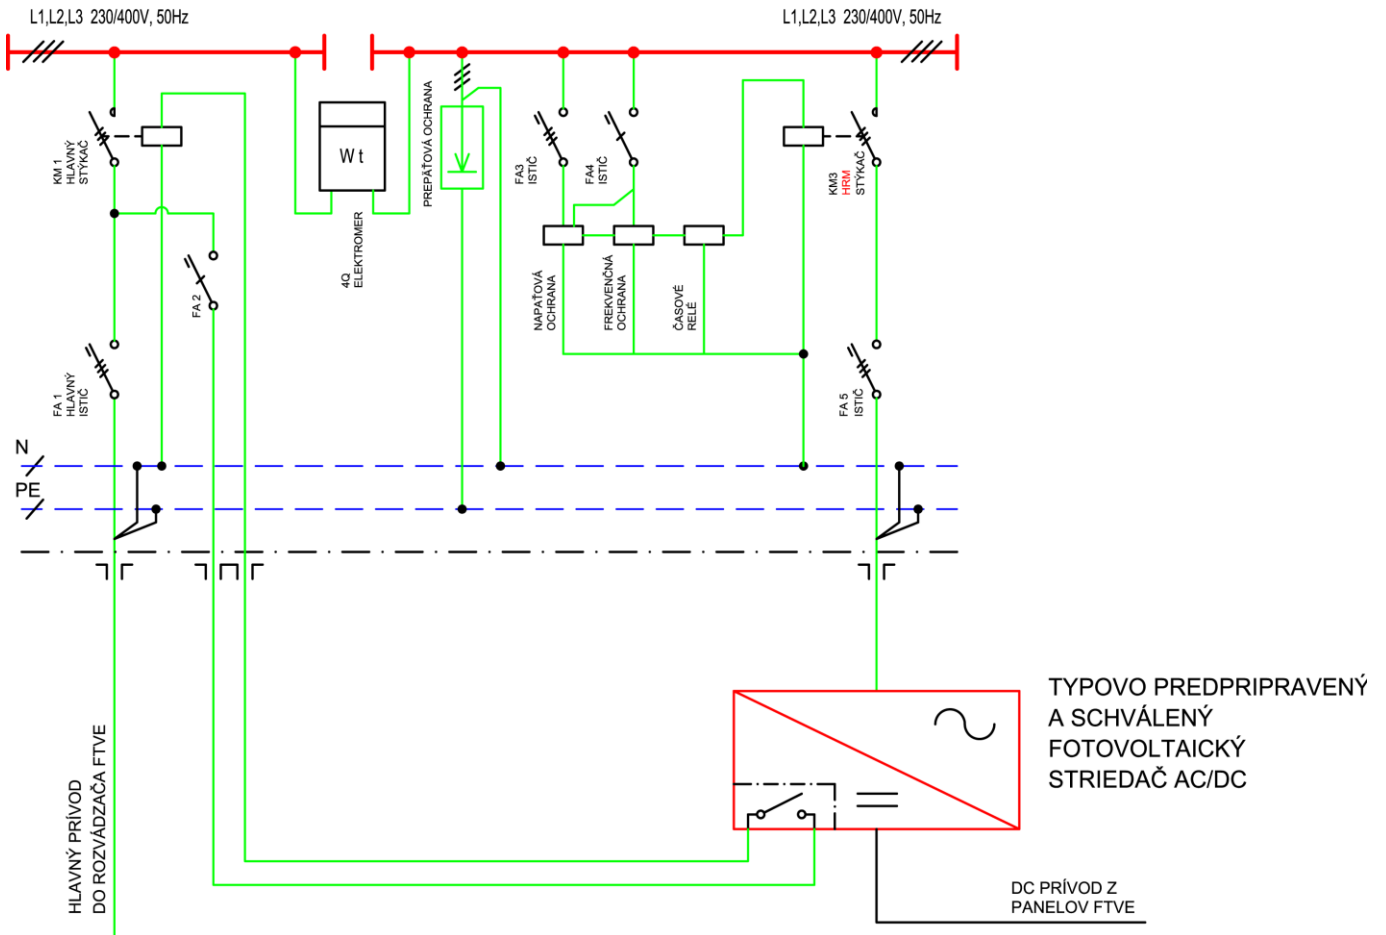 L1,L2,L3 230/400V, 50Hz
L1,L2,L3 230/400V, 50Hz
KM 1
HLAVNÝ
STÝKAČ
Wt
4Q
ELEKTROMER
PREPÄŤOVÁ OCHRANA
FA3
ISTIČ
FA4
ISTIČ
KM3
HRM
STÝKAČ
FA 2
NAPAŤOVÁ
OCHRANA
FREKVENČNÁ
OCHRANA
ČASOVÉ
RELÉ
FA 1
HLAVNÝ
ISTIČ
FA 5
ISTIČ
N
PE
TYPOVO PREDPRIPRAVENÝ
A SCHVÁLENÝ
FOTOVOLTAICKÝ
STRIEDAČ AC/DC
HLAVNÝ PRÍVOD
DO ROZVÁDZAČA FTVE
DC PRÍVOD Z
PANELOV FTVE